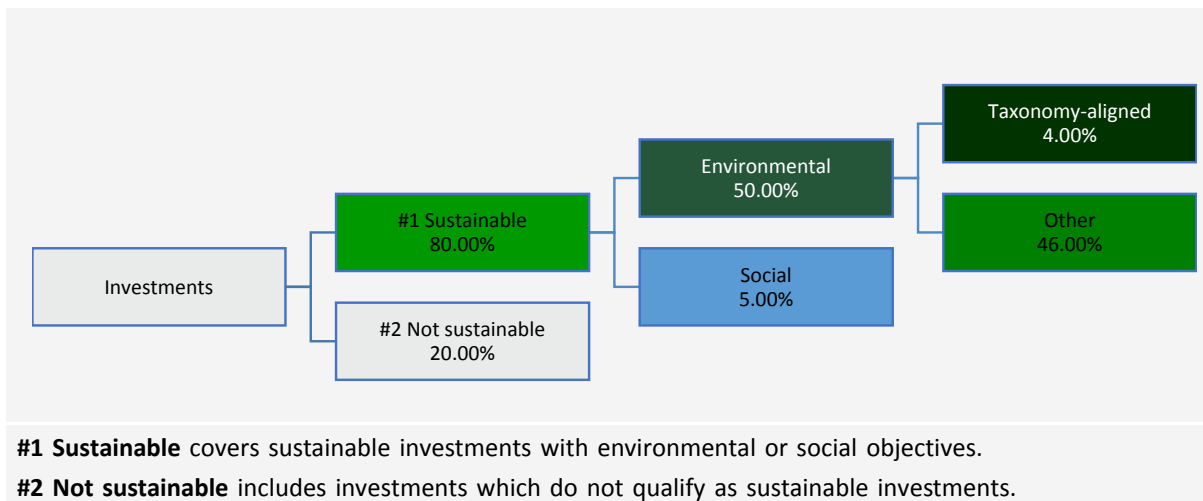 Taxonomy-aligned
4.00%
Environmental
50.00%
#1 Sustainable
80.00%
Other
46.00%
Investments
Social
5.00%
#2 Not sustainable
20.00%
#1 Sustainable covers sustainable investments with environmental or social objectives.
#2 Not sustainable includes investments which do not qualify as sustainable investments.